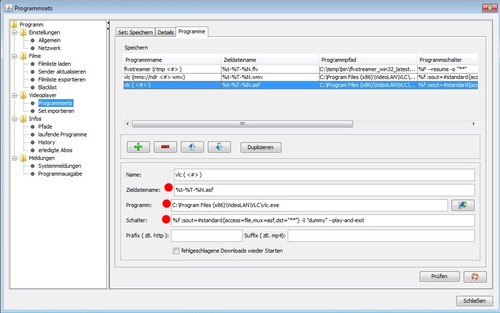 Programmsets
Programm
Einstellungen
Allgemein
Netzwerk
Filme
Filmliste laden
Sender aktualisieren
Filmliste exportieren
Blacklist
Videoplayer
Programmsets
Set importieren
Infos
Pfade
laufende Programme
History
erledigte Abos
Meldungen
Systemmeldungen
Programmausgabe
Set: Speichern Details Programme
Speichern
Programmname Zieldateiname Programmpfad Programmschalter
flvstreamer (rtmp <#> ) %t-%T-%N.flv C:\temp\bin\flvstreamer_win32_latest... %F --resume -o "**"
vlc (mms://ndr <#> wmv) %t-%T-%N.wmv C:\Program Files (x86)\VideoLAN\VLC\... %f :sout=#standard{acces
vlc ( <#> ) %t-%T-%N.asf C:\Program Files (x86)\VideoLAN\VLC\... %f :sout=#standard{acces
Duplizieren
Name: vlc ( <#> )
Zieldateiname: %t-%T-%N.asf
Programm: C:\Program Files (x86)\VideoLAN\VLC\vlc.exe
Schalter: %f :sout=#standard{access=file,mux=asf,dst="**"} -I "dummy" --play-and-exit
Präfix ( zB. http ): Suffix ( zB. mp4):
fehlgeschlagene Downloads wieder Starten
Prüfen
Schließen